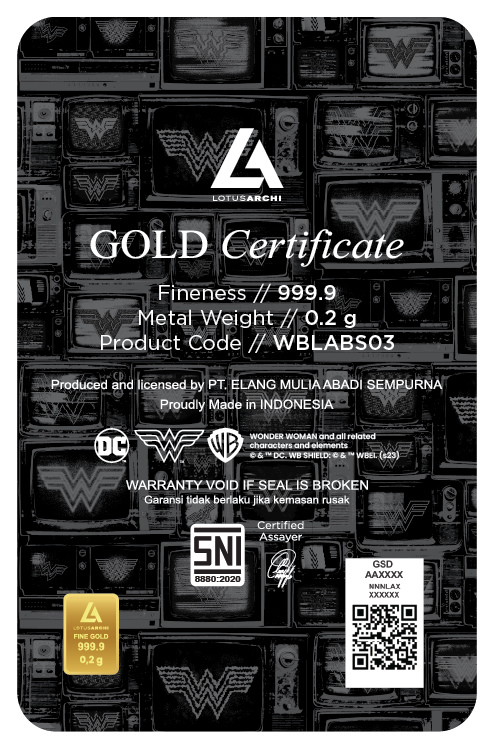 LOTUSARCHI
GOLD Certificate
Fineness // 999.9
Metal Weight // 0.2 g
Product Code // WBLABS03
Produced and licensed by PT. ELANG MULIA ABADI SEMPURNA
Proudly Made in INDONESIA
DC
WB
WONDER WOMAN and all related
characters and elements
© & ™ DC. WB SHIELD: © & ™ WBEI. (s23)
WARRANTY VOID IF SEAL IS BROKEN
Garansi tidak berlaku jika kemasan rusak
SNI
8880:2020
Certified
Assayer
GSD
AAXXXX
NNNLAX
XXXXXX
LOTUSARCHI
FINE GOLD
999.9
0,2 g